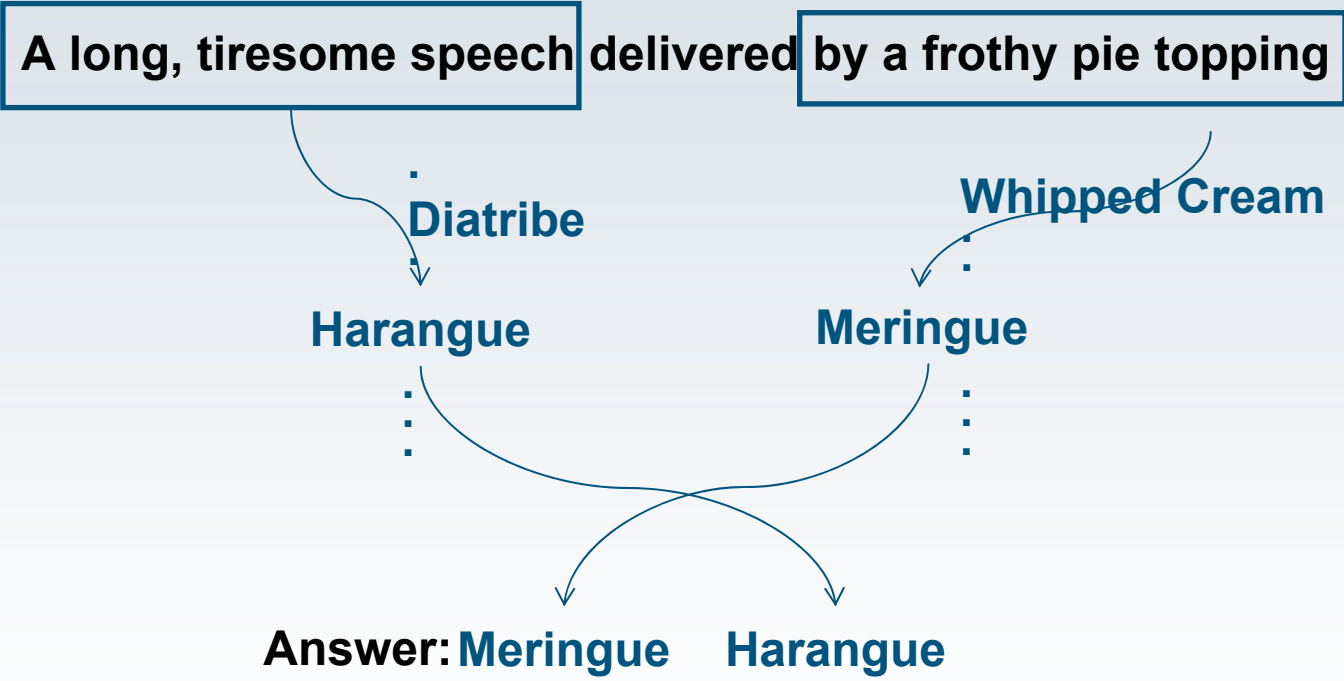 A long, tiresome speech delivered by a frothy pie topping
.
Diatribe
.
Whipped Cream
.
.
Harangue
Meringue
.
.
.
.
.
.
Answer: Meringue Harangue